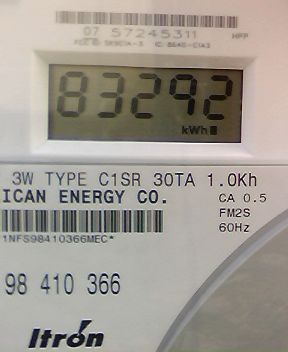 07 57245311 HPP
83292
kWh
3W TYPE C1SR 30TA 1.0Kh
ICAN ENERGY CO.
CA 0.5
FM2S
60Hz
1NFS98410366MEC*
98 410 366
Itron